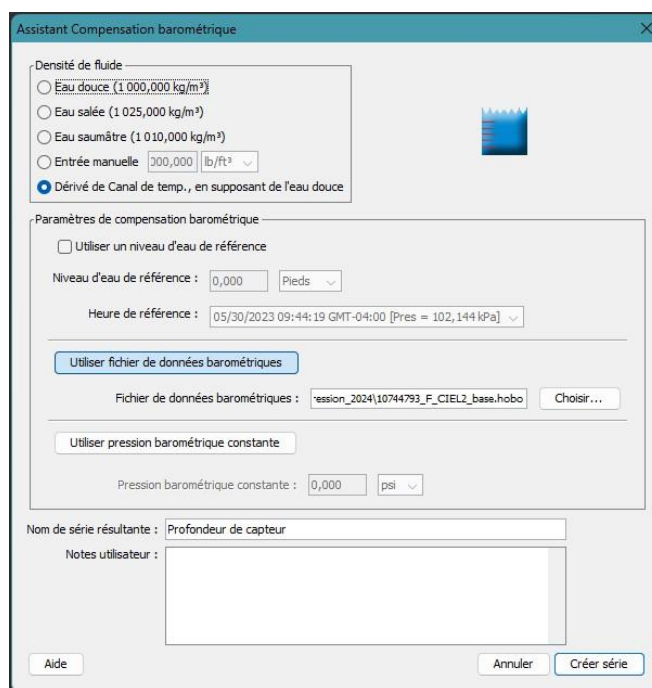 Assistant Compensation barométrique
Densité de fluide
Eau douce (1 000,000 kg/m³)
Eau salée (1 025,000 kg/m³)
Eau saumâtre (1 010,000 kg/m³)
Entrée manuelle 000,000 lb/ft³
Dérivé de Canal de temp., en supposant de l'eau douce
Paramètres de compensation barométrique
Utiliser un niveau d'eau de référence
Niveau d'eau de référence : 0,000 Pieds
Heure de référence : 05/30/2023 09:44:19 GMT-04:00 [Pres = 102,144 kPa]
Utiliser fichier de données barométriques
Fichier de données barométriques : ression_2024\10744793_F_CIEL2_base.hobo Choisir...
Utiliser pression barométrique constante
Pression barométrique constante : 0,000 psi
Nom de série résultante : Profondeur de capteur
Notes utilisateur :
Aide Annuler Créer série